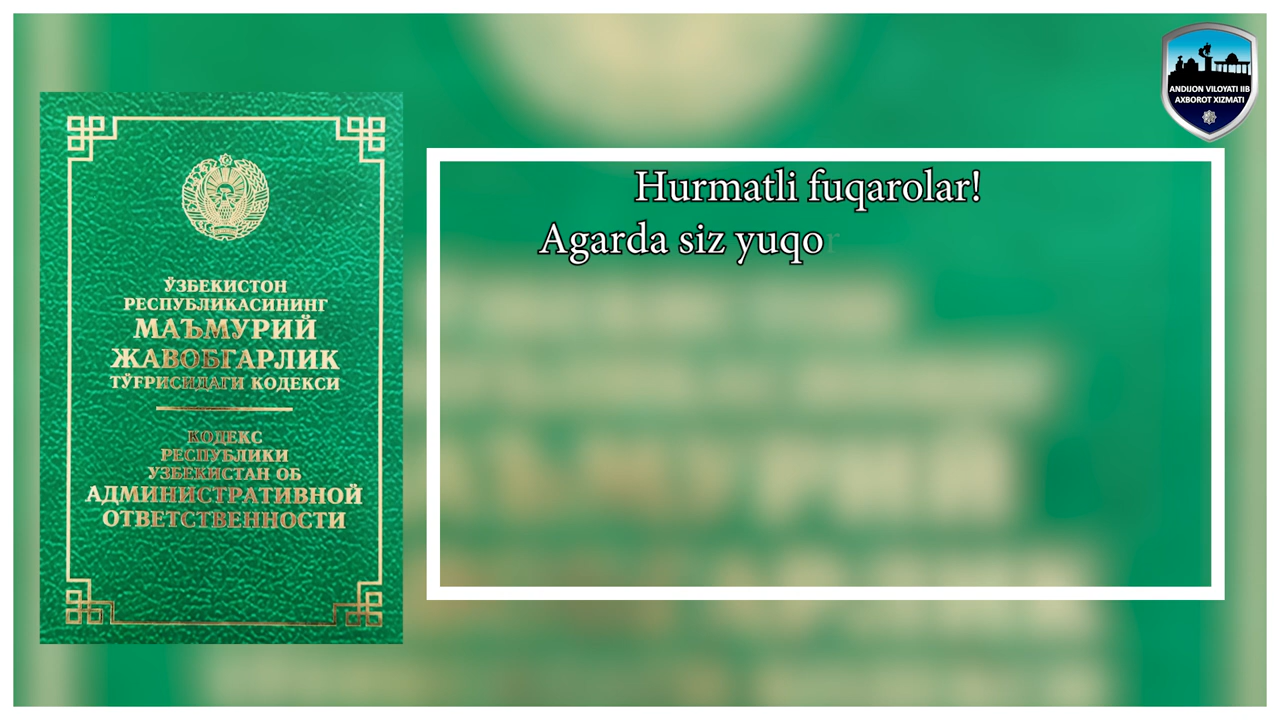 ANDIJON VILOYATI IIB
AXBOROT XIZMATI
ЎЗБЕКИСТОН
РЕСПУБЛИКАСИНИНГ
МАЪМУРИЙ
ЖАВОБГАРЛИК
ТЎҒРИСИДАГИ КОДЕКСИ
КОДЕКС
РЕСПУБЛИКИ
УЗБЕКИСТАН ОБ
АДМИНИСТРАТИВНОЙ
ОТВЕТСТВЕННОСТИ
Hurmatli fuqarolar!
Agarda siz yuqor